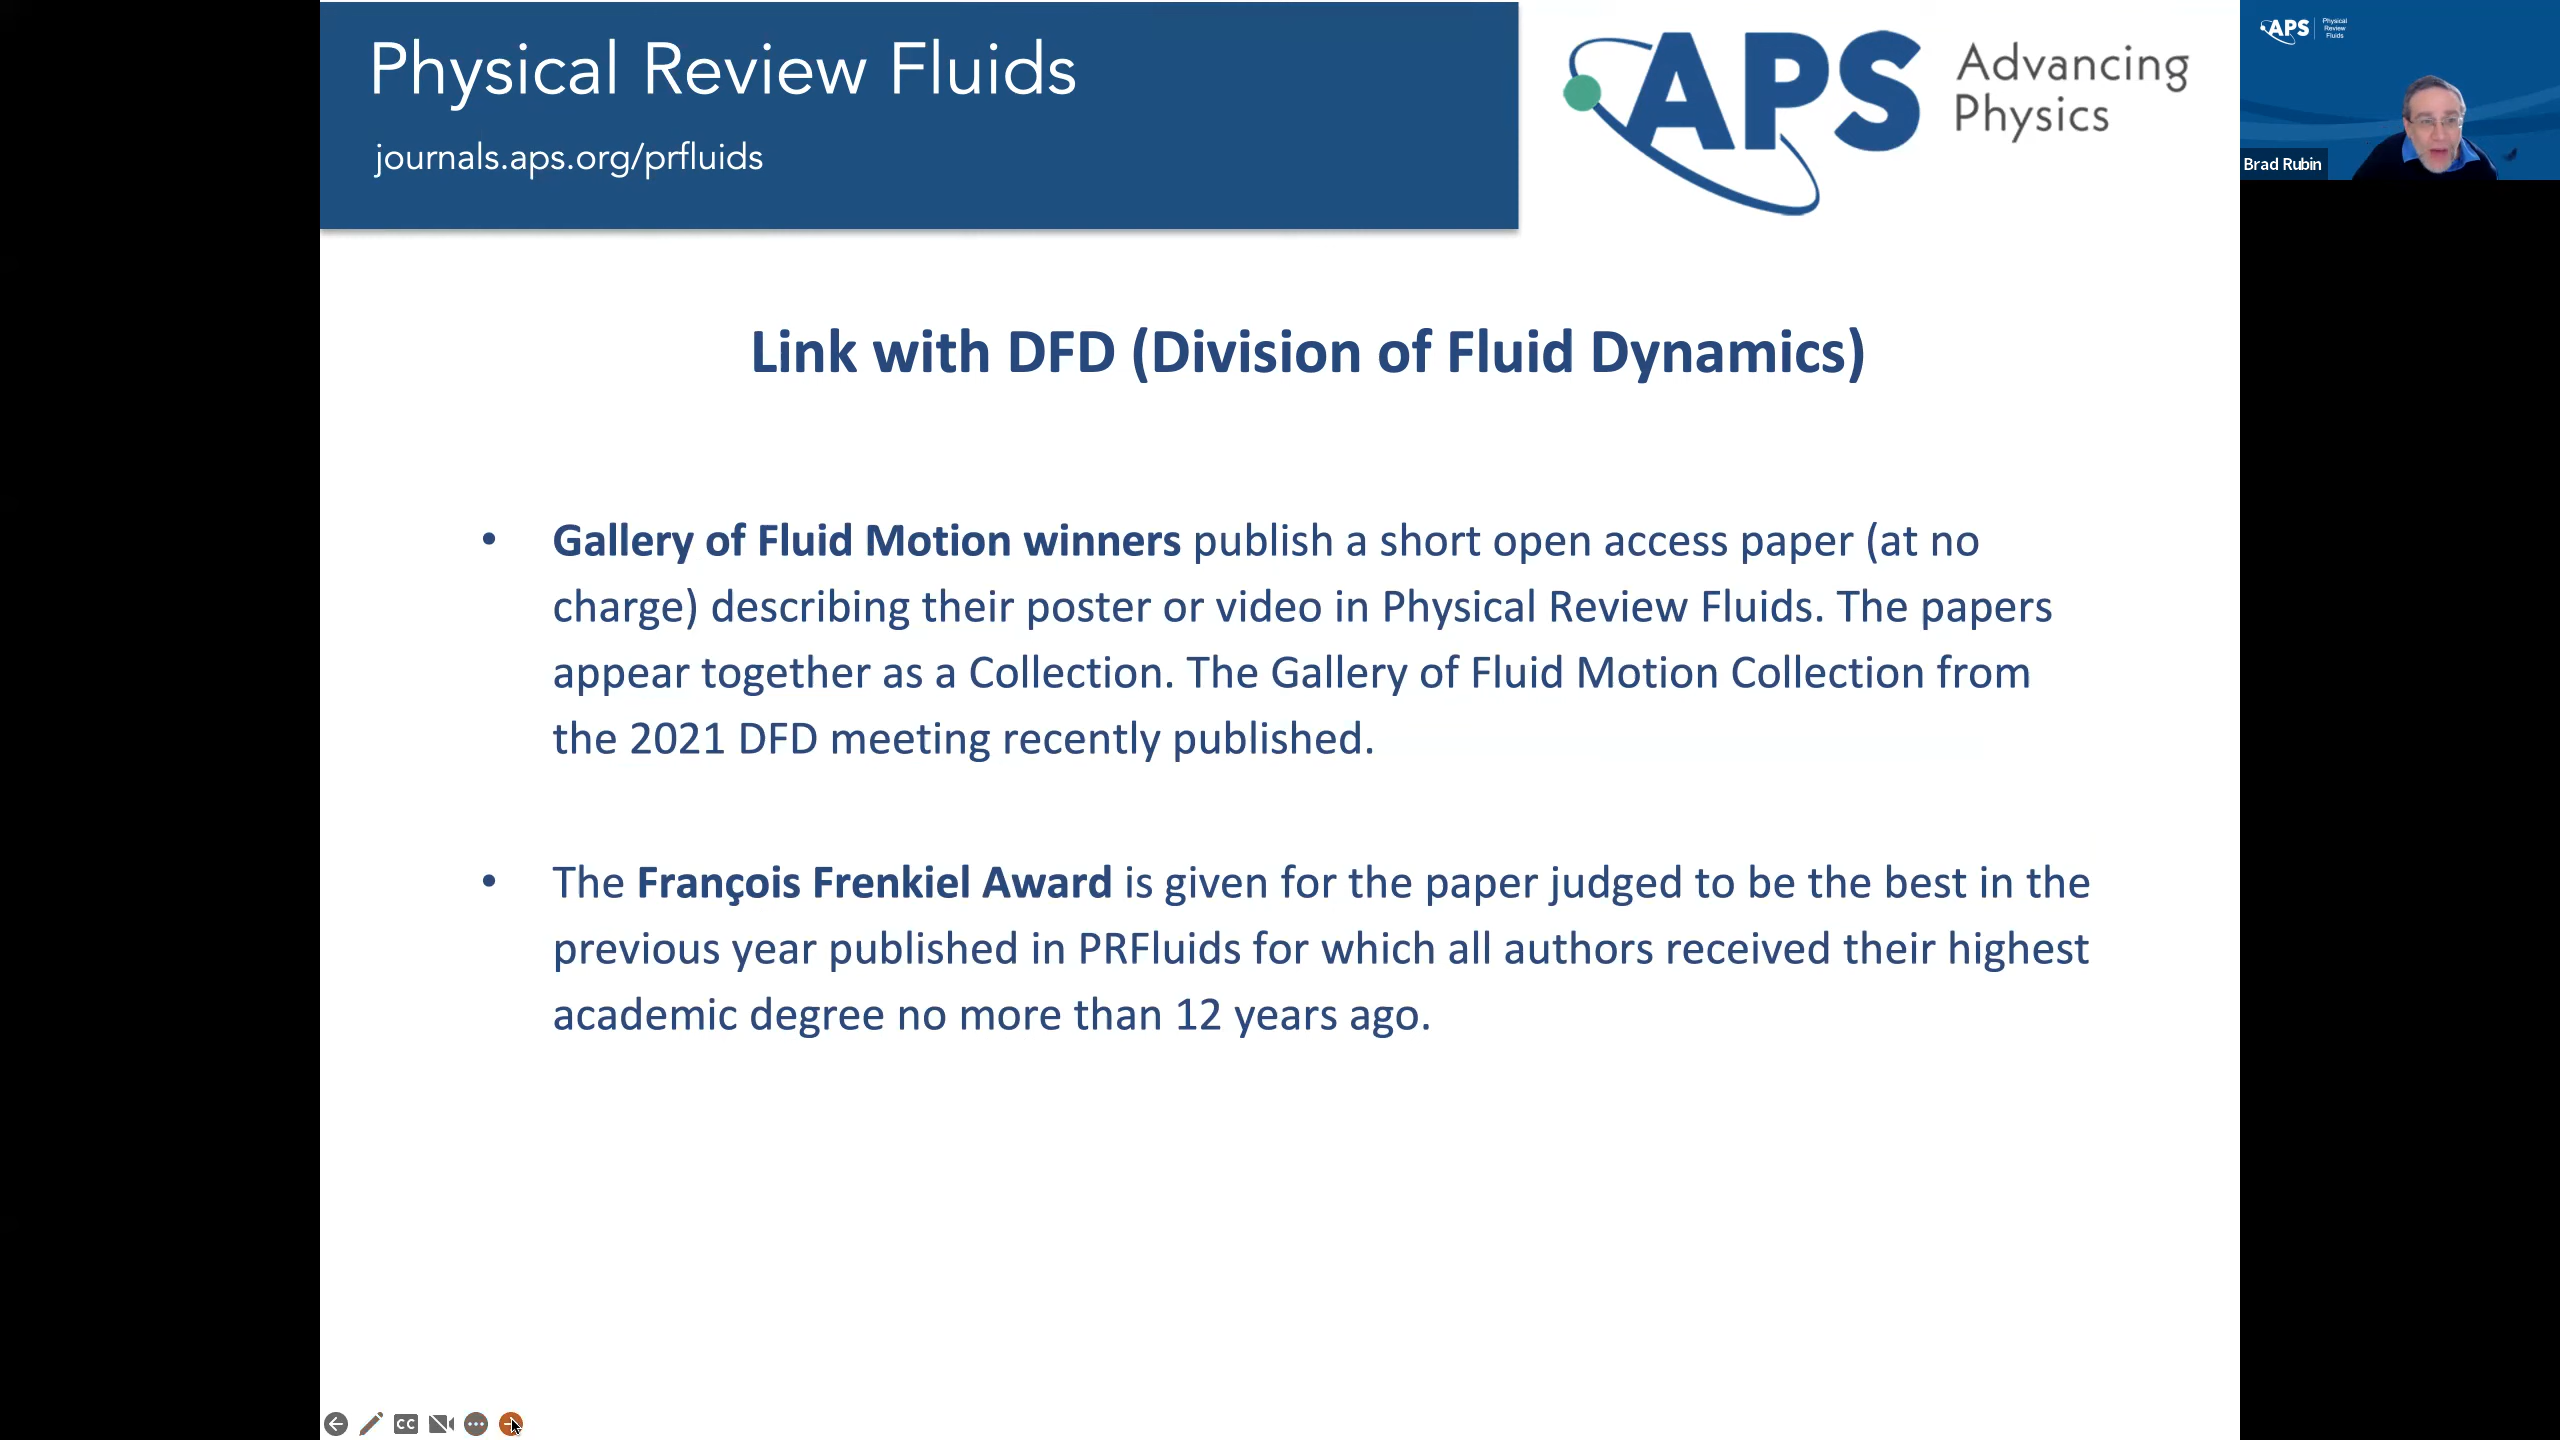 Physical Review Fluids
journals.aps.org/prfluids
APS Advancing
Physics
APS Physical
Review
Fluids
Brad Rubin
Link with DFD (Division of Fluid Dynamics)
• Gallery of Fluid Motion winners publish a short open access paper (at no
charge) describing their poster or video in Physical Review Fluids. The papers
appear together as a Collection. The Gallery of Fluid Motion Collection from
the 2021 DFD meeting recently published.
• The François Frenkiel Award is given for the paper judged to be the best in the
previous year published in PRFluids for which all authors received their highest
academic degree no more than 12 years ago.
CC